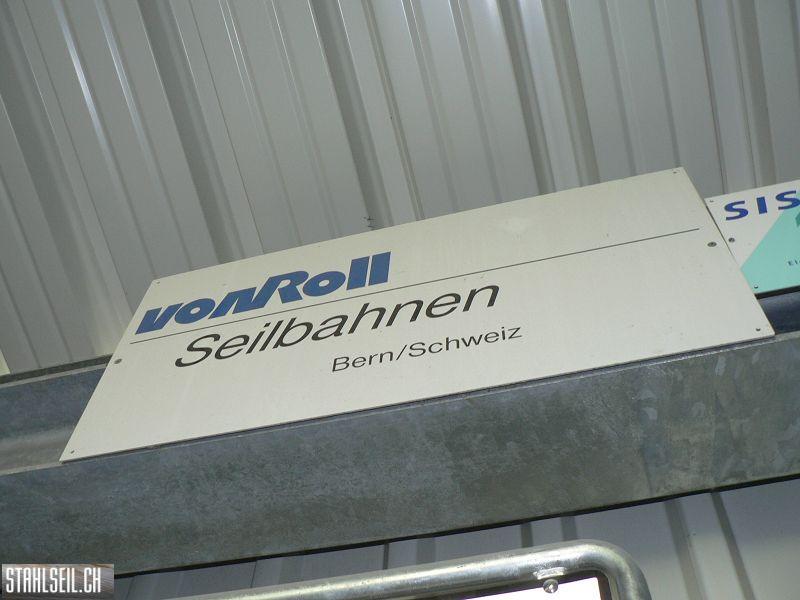 vonRoll
Seilbahnen
Bern/Schweiz
SIS
STAHLSEIL.CH